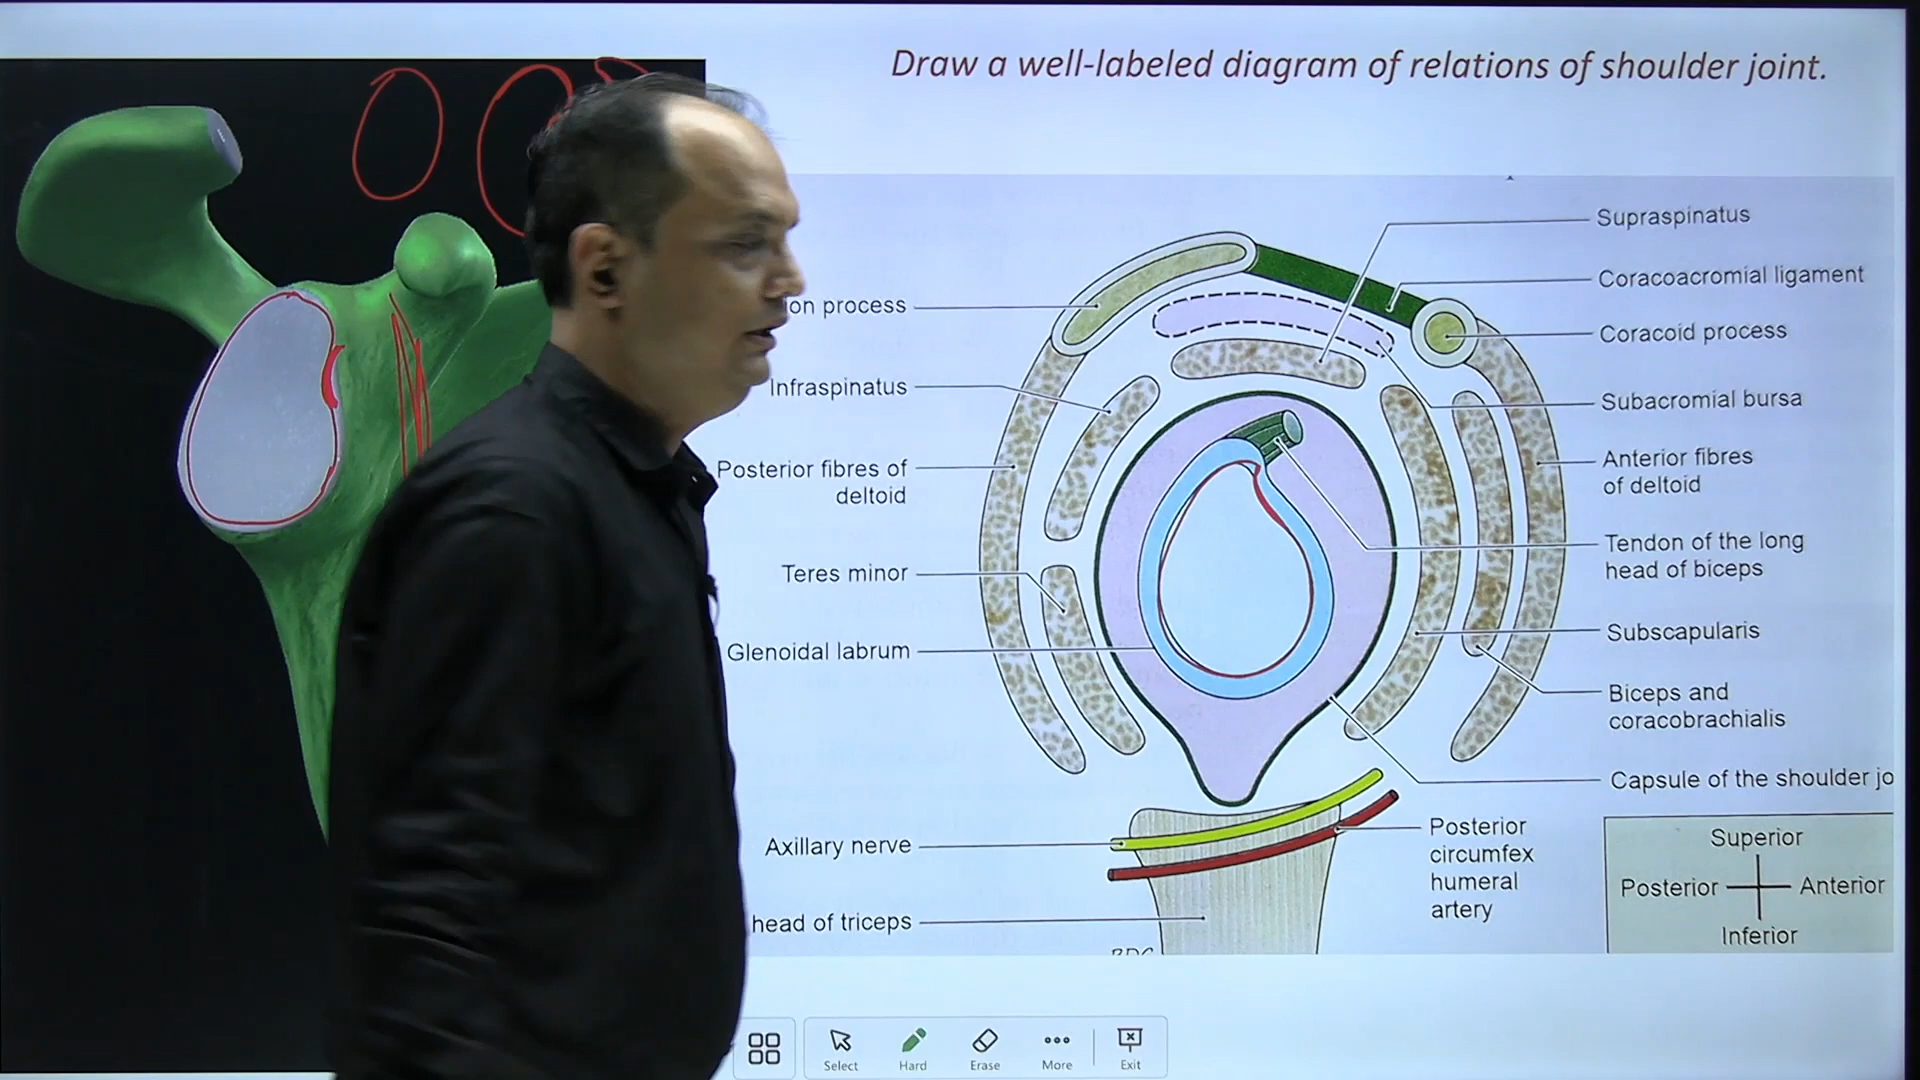 Draw a well-labeled diagram of relations of shoulder joint.
Supraspinatus
Coracoacromial ligament
on process
Coracoid process
Infraspinatus
Subacromial bursa
Posterior fibres of
deltoid
Anterior fibres
of deltoid
Tendon of the long
head of biceps
Teres minor
Subscapularis
Glenoidal labrum
Biceps and
coracobrachialis
Capsule of the shoulder jo
Axillary nerve
Posterior
circumfex
humeral
artery
head of triceps
Superior
Posterior
Anterior
Inferior
Select
Hard
Erase
More
Exit